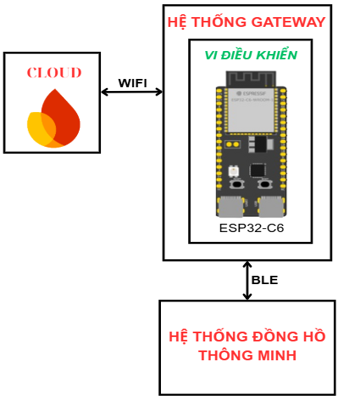 HỆ THỐNG GATEWAY
VI ĐIỀU KHIỂN
CLOUD
WIFI
ESP32-C6
BLE
HỆ THỐNG ĐỒNG HỒ
THÔNG MINH